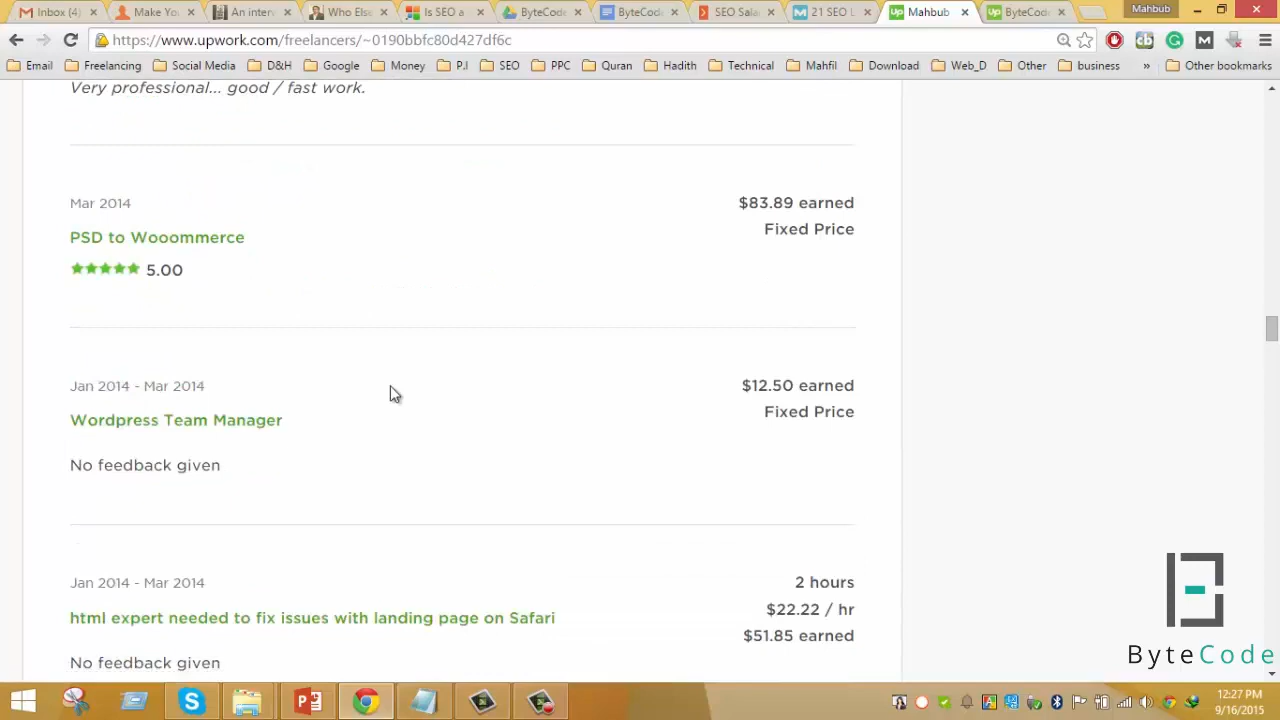 Inbox (4)
Make Yo
An interv
Who Else
Is SEO a
ByteCode
ByteCode
SEO Sala
21 SEO L
Mahbub
ByteCode
Mahbub
https://www.upwork.com/freelancers/~0190bbfc80d427df6c
Email
Freelancing
Social Media
D&H
Google
Money
P.I
SEO
PPC
Quran
Hadith
Technical
Mahfil
Download
Web_D
Other
business
»
Other bookmarks
Very professional... good / fast work.
Mar 2014
$83.89 earned
PSD to Wooommerce
Fixed Price
5.00
Jan 2014 - Mar 2014
$12.50 earned
Wordpress Team Manager
Fixed Price
No feedback given
Jan 2014 - Mar 2014
2 hours
html expert needed to fix issues with landing page on Safari
$22.22 / hr
$51.85 earned
No feedback given
ByteCode
12:27 PM
9/16/2015